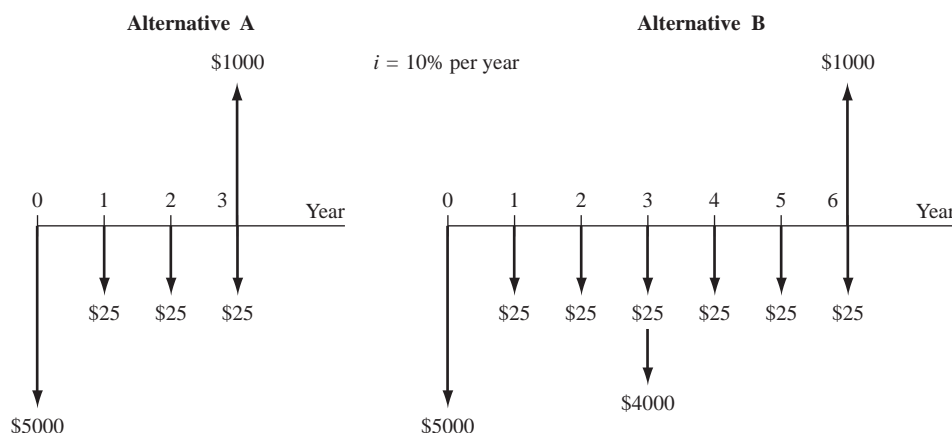 Alternative A
Alternative B
$1000
i = 10% per year
$1000
0 1 2 3 Year
0 1 2 3 4 5 6 Year
$25 $25 $25
$25 $25 $25 $25 $25 $25
$4000
$5000
$5000